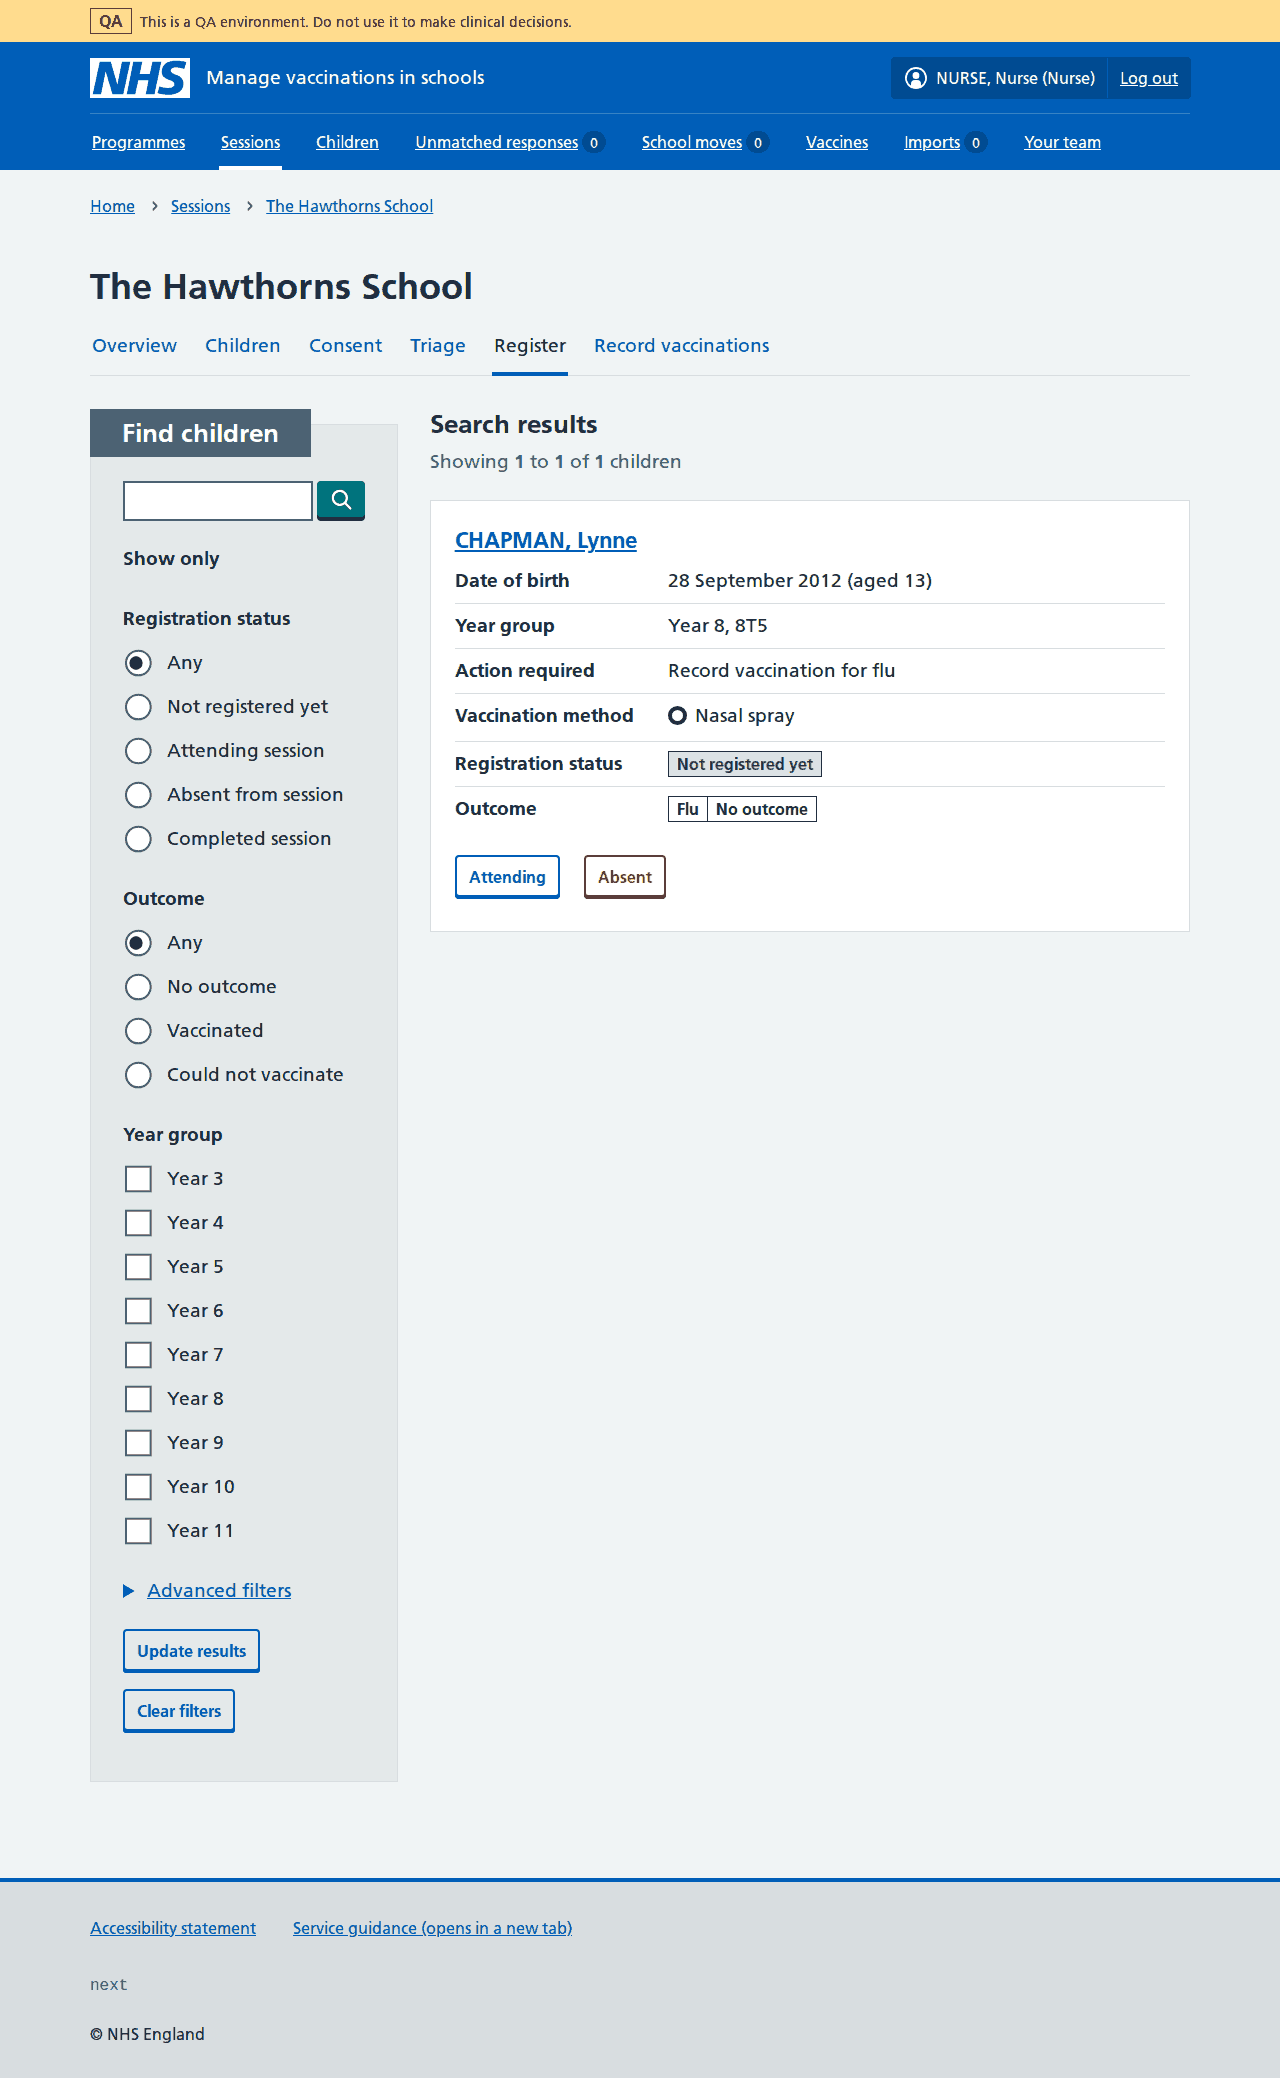 QA This is a QA environment. Do not use it to make clinical decisions.
NHS Manage vaccinations in schools NURSE, Nurse (Nurse) Log out
Programmes Sessions Children Unmatched responses 0 School moves 0 Vaccines Imports 0 Your team
Home Sessions The Hawthorns School
The Hawthorns School
Overview Children Consent Triage Register Record vaccinations
Find children
Show only
Registration status
Any
Not registered yet
Attending session
Absent from session
Completed session
Outcome
Any
No outcome
Vaccinated
Could not vaccinate
Year group
Year 3
Year 4
Year 5
Year 6
Year 7
Year 8
Year 9
Year 10
Year 11
Advanced filters
Update results
Clear filters
Search results
Showing 1 to 1 of 1 children
CHAPMAN, Lynne
Date of birth 28 September 2012 (aged 13)
Year group Year 8, 8T5
Action required Record vaccination for flu
Vaccination method Nasal spray
Registration status Not registered yet
Outcome Flu No outcome
Attending Absent
Accessibility statement Service guidance (opens in a new tab)
next
© NHS England